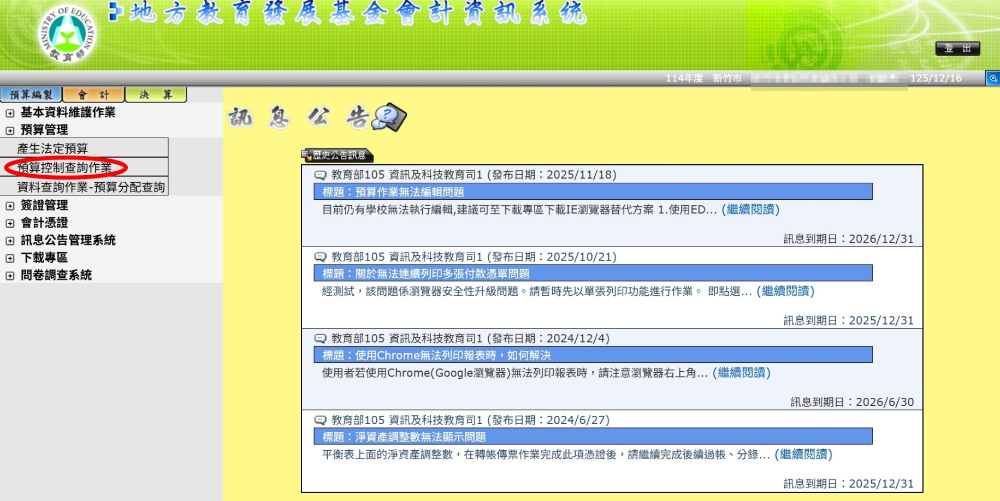 地方教育發展基金會計資訊系統
MINISTRY OF EDUCATION
教育部
登 出
114年度 新竹市 125/12/16
預算編製 會 計 決 算
基本資料維護作業
預算管理
產生法定預算
預算控制查詢作業
資料查詢作業-預算分配查詢
簽證管理
會計憑證
訊息公告管理系統
下載專區
問卷調查系統
訊息公告
歷史公告訊息
教育部105 資訊及科技教育司1 (發布日期：2025/11/18)
標題：預算作業無法編輯問題
目前仍有學校無法執行編輯,建議可至下載專區下載IE瀏覽器替代方案 1.使用ED... (繼續閱讀)
訊息到期日：2026/12/31
教育部105 資訊及科技教育司1 (發布日期：2025/10/21)
標題：關於無法連續列印多張付款憑單問題
經測試，該問題係瀏覽器安全性升級問題。請暫時先以單張列印功能進行作業。 即點選... (繼續閱讀)
訊息到期日：2025/12/31
教育部105 資訊及科技教育司1 (發布日期：2024/12/4)
標題：使用Chrome無法列印報表時，如何解決
使用者若使用Chrome(Google瀏覽器)無法列印報表時，請注意瀏覽器右上角... (繼續閱讀)
訊息到期日：2026/6/30
教育部105 資訊及科技教育司1 (發布日期：2024/6/27)
標題：淨資產調整數無法顯示問題
平衡表上面的淨資產調整數，在轉帳傳票作業完成此項憑證後，請繼續完成後續過帳、分錄... (繼續閱讀)
訊息到期日：2025/12/31